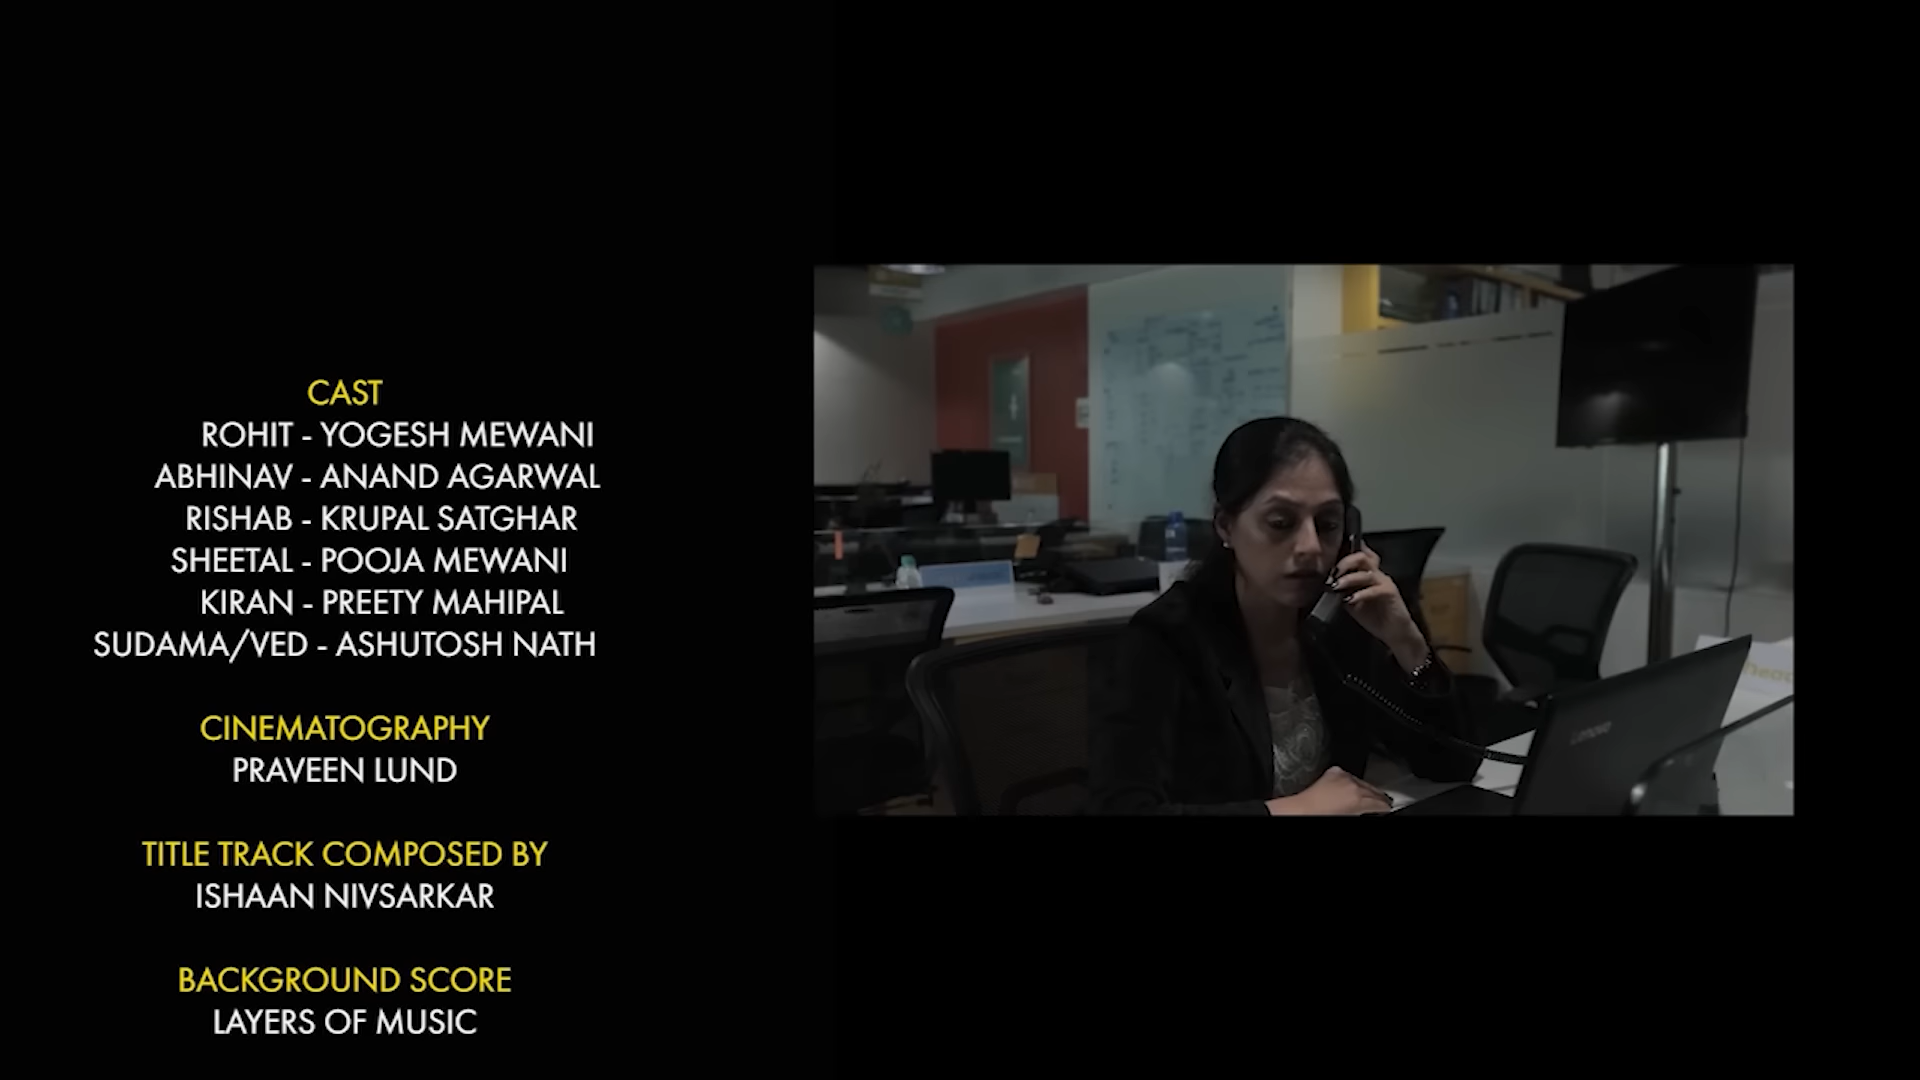 CAST
ROHIT - YOGESH MEWANI
ABHINAV - ANAND AGARWAL
RISHAB - KRUPAL SATGHAR
SHEETAL - POOJA MEWANI
KIRAN - PREETY MAHIPAL
SUDAMA/VED - ASHUTOSH NATH
CINEMATOGRAPHY
PRAVEEN LUND
TITLE TRACK COMPOSED BY
ISHAAN NIVSARKAR
BACKGROUND SCORE
LAYERS OF MUSIC
Lenovo